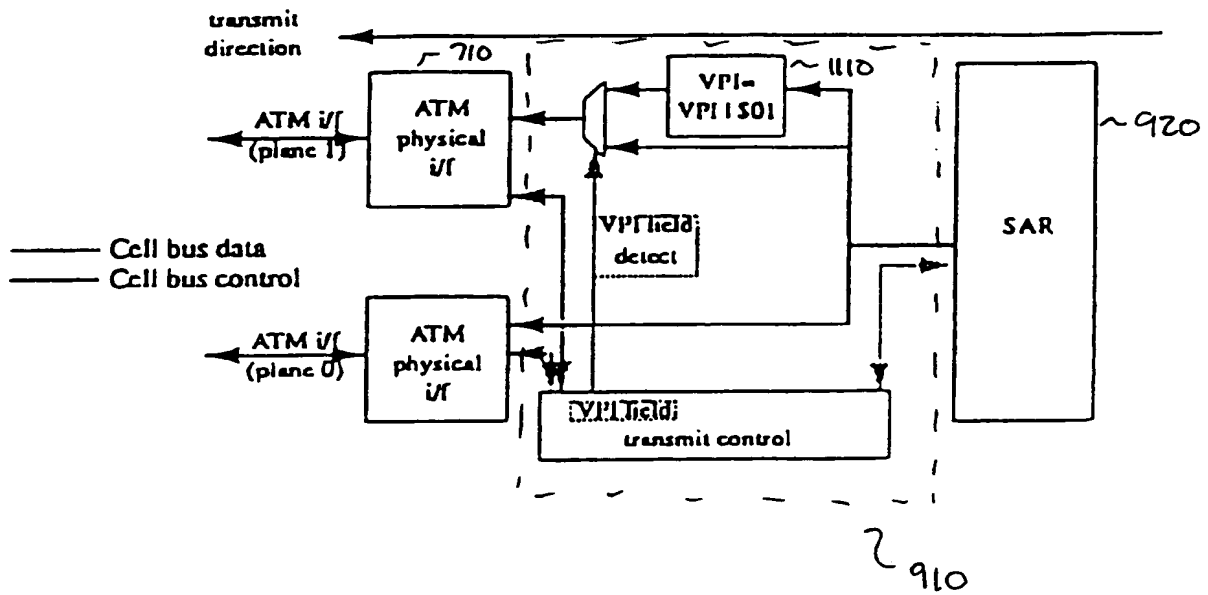 transmit
direction
710
1110
920
ATM
physical
i/f
VPI=
VPI | $01
ATM i/f
(plane 1)
SAR
VPI field
detect
Cell bus data
Cell bus control
ATM i/f
(plane 0)
ATM
physical
i/f
VPI field
transmit control
910